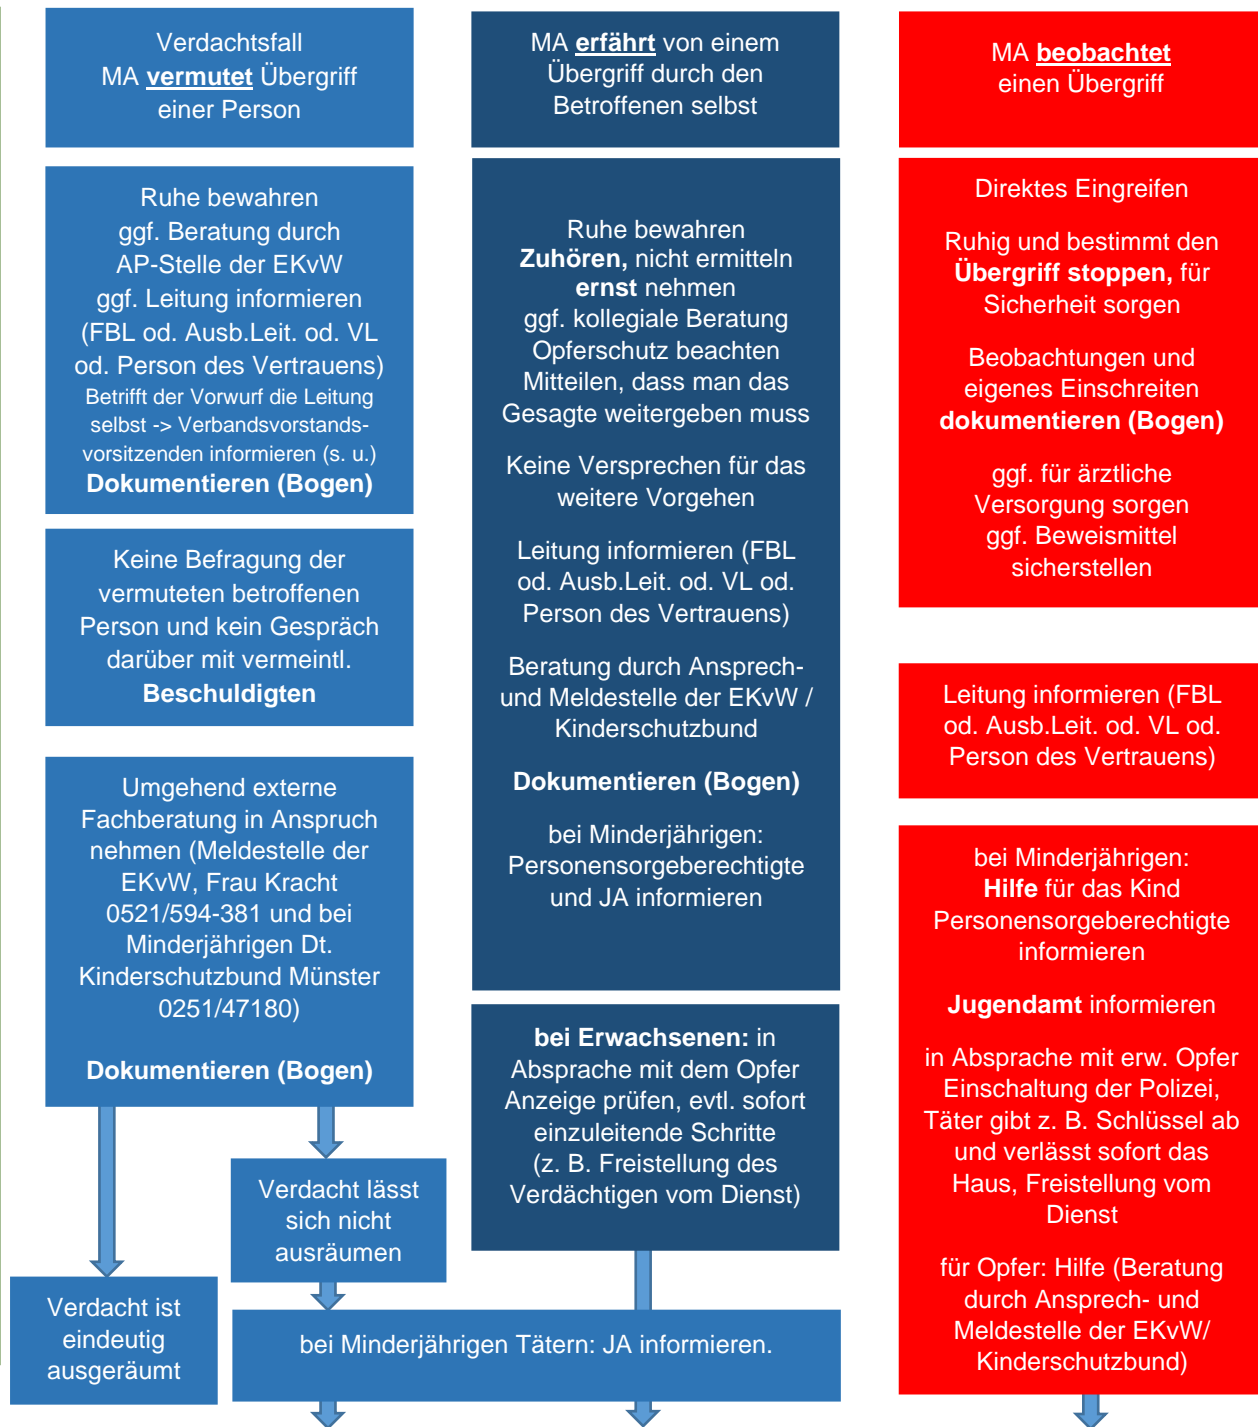 Verdachtsfall
MA vermutet Übergriff
einer Person
Ruhe bewahren
ggf. Beratung durch
AP-Stelle der EKvW
ggf. Leitung informieren
(FBL od. Ausb.Leit. od. VL
od. Person des Vertrauens)
Betrifft der Vorwurf die Leitung
selbst -> Verbandsvorstands-
vorsitzenden informieren (s. u.)
Dokumentieren (Bogen)
Keine Befragung der
vermuteten betroffenen
Person und kein Gespräch
darüber mit vermeintl.
Beschuldigten
Umgehend externe
Fachberatung in Anspruch
nehmen (Meldestelle der
EKvW, Frau Kracht
0521/594-381 und bei
Minderjährigen Dt.
Kinderschutzbund Münster
0251/47180)
Dokumentieren (Bogen)
Verdacht ist
eindeutig
ausgeräumt
Verdacht lässt
sich nicht
ausräumen
MA erfährt von einem
Übergriff durch den
Betroffenen selbst
Ruhe bewahren
Zuhören, nicht ermitteln
ernst nehmen
ggf. kollegiale Beratung
Opferschutz beachten
Mitteilen, dass man das
Gesagte weitergeben muss
Keine Versprechen für das
weitere Vorgehen
Leitung informieren (FBL
od. Ausb.Leit. od. VL od.
Person des Vertrauens)
Beratung durch Ansprech-
und Meldestelle der EKvW /
Kinderschutzbund
Dokumentieren (Bogen)
bei Minderjährigen:
Personensorgeberechtigte
und JA informieren
bei Erwachsenen: in
Absprache mit dem Opfer
Anzeige prüfen, evtl. sofort
einzuleitende Schritte
(z. B. Freistellung des
Verdächtigen vom Dienst)
bei Minderjährigen Tätern: JA informieren.
MA beobachtet
einen Übergriff
Direktes Eingreifen
Ruhig und bestimmt den
Übergriff stoppen, für
Sicherheit sorgen
Beobachtungen und
eigenes Einschreiten
dokumentieren (Bogen)
ggf. für ärztliche
Versorgung sorgen
ggf. Beweismittel
sicherstellen
Leitung informieren (FBL
od. Ausb.Leit. od. VL od.
Person des Vertrauens)
bei Minderjährigen:
Hilfe für das Kind
Personensorgeberechtigte
informieren
Jugendamt informieren
in Absprache mit erw. Opfer
Einschaltung der Polizei,
Täter gibt z. B. Schlüssel ab
und verlässt sofort das
Haus, Freistellung vom
Dienst
für Opfer: Hilfe (Beratung
durch Ansprech- und
Meldestelle der EKvW/
Kinderschutzbund)